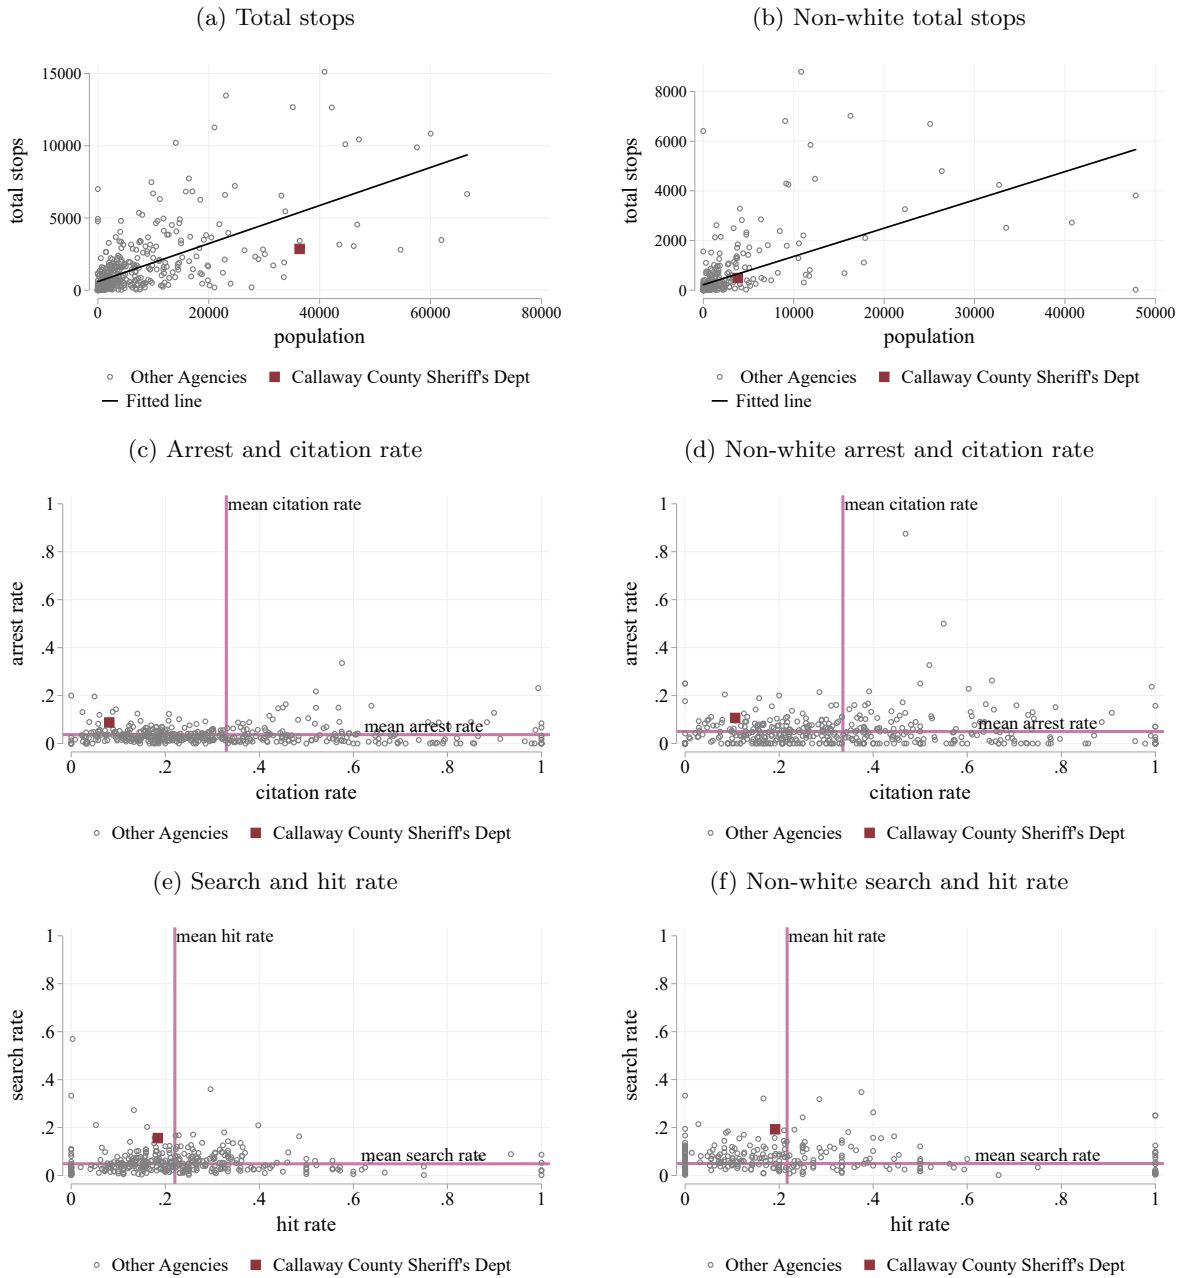 (a) Total stops
(b) Non-white total stops
total stops
15000
10000
5000
0
0 20000 40000 60000 80000
population
Other Agencies Callaway County Sheriff's Dept
Fitted line
total stops
8000
6000
4000
2000
0
0 10000 20000 30000 40000 50000
population
Other Agencies Callaway County Sheriff's Dept
Fitted line
(c) Arrest and citation rate
(d) Non-white arrest and citation rate
arrest rate
1
.8
.6
.4
.2
0
mean citation rate
mean arrest rate
0 .2 .4 .6 .8 1
citation rate
Other Agencies Callaway County Sheriff's Dept
arrest rate
1
.8
.6
.4
.2
0
mean citation rate
mean arrest rate
0 .2 .4 .6 .8 1
citation rate
Other Agencies Callaway County Sheriff's Dept
(e) Search and hit rate
(f) Non-white search and hit rate
search rate
1
.8
.6
.4
.2
0
mean hit rate
mean search rate
0 .2 .4 .6 .8 1
hit rate
Other Agencies Callaway County Sheriff's Dept
search rate
1
.8
.6
.4
.2
0
mean hit rate
mean search rate
0 .2 .4 .6 .8 1
hit rate
Other Agencies Callaway County Sheriff's Dept